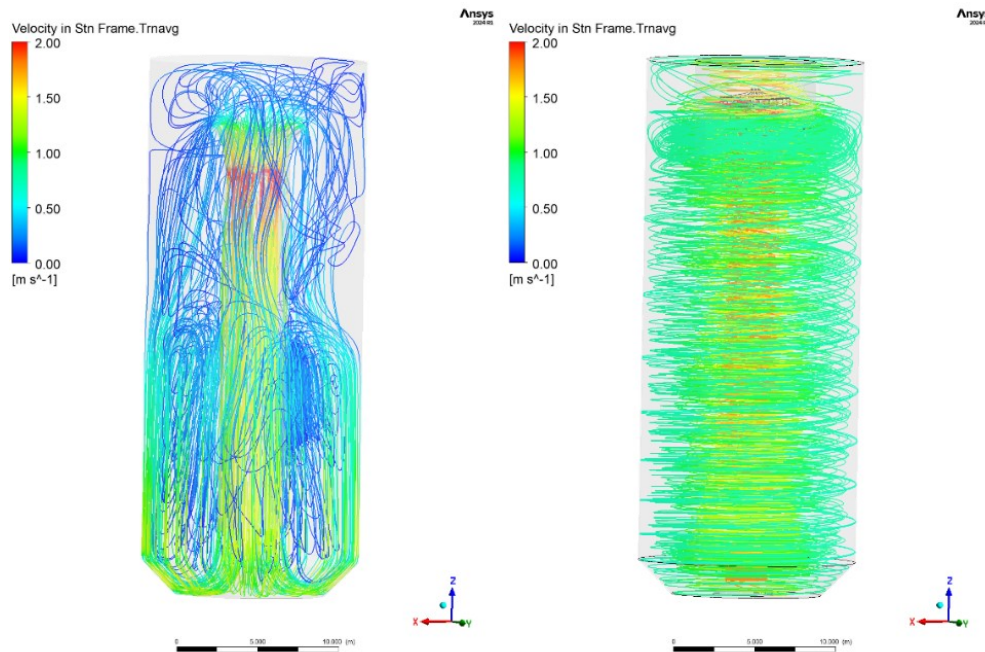 Ansys
2024
Velocity in Stn Frame.Trnavg
2.00
1.50
1.00
0.50
0.00
[m s^-1]
Z
X
Y
0 5.000 10.000 (m)
Ansys
2024
Velocity in Stn Frame.Trnavg
2.00
1.50
1.00
0.50
0.00
[m s^-1]
Z
X
Y
0 5.000 10.000 (m)